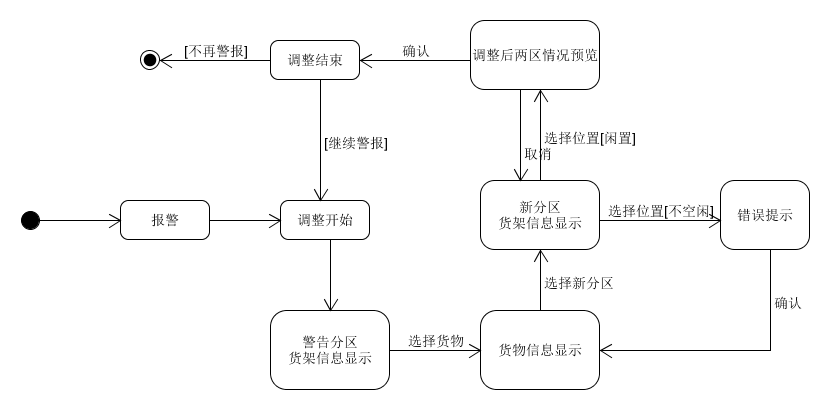 [不再警报]
调整结束
确认
调整后两区情况预览
[继续警报]
选择位置[闲置]
取消
报警
调整开始
新分区
货架信息显示
选择位置[不空闲]
错误提示
选择新分区
确认
警告分区
货架信息显示
选择货物
货物信息显示